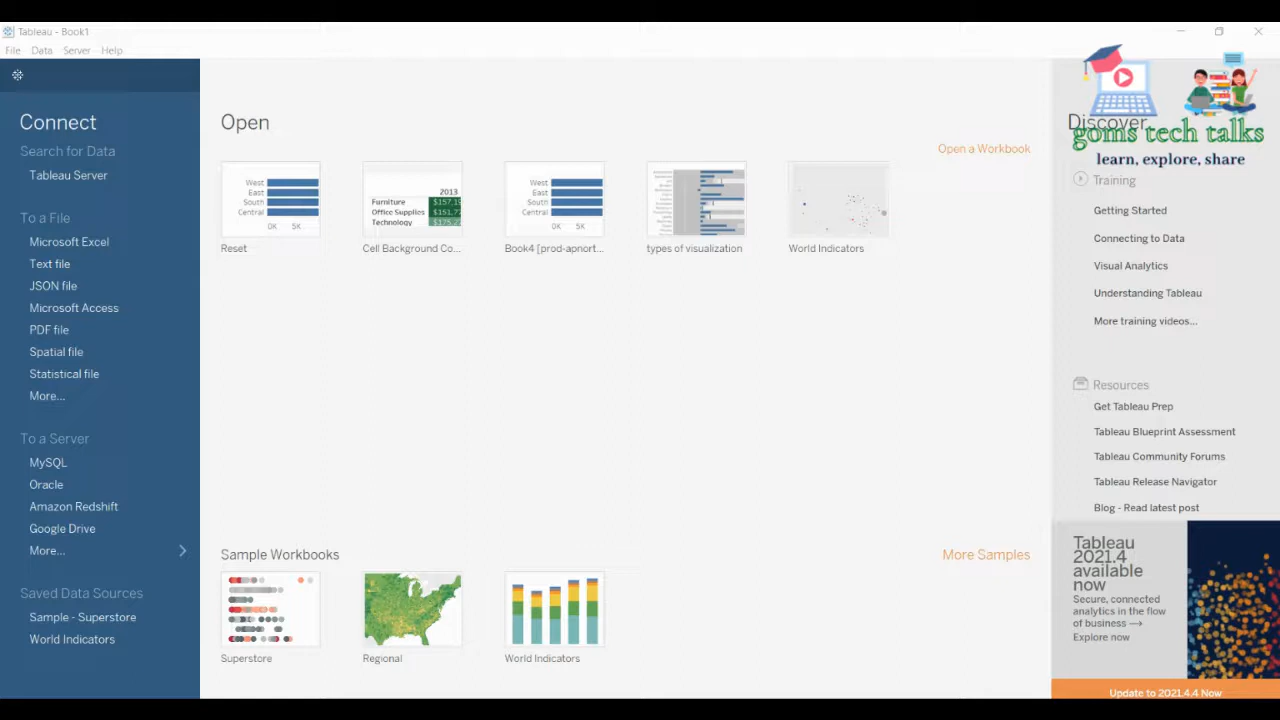 Tableau - Book1
File Data Server Help
Connect
Search for Data
Tableau Server
To a File
Microsoft Excel
Text file
JSON file
Microsoft Access
PDF file
Spatial file
Statistical file
More...
To a Server
MySQL
Oracle
Amazon Redshift
Google Drive
More...
Saved Data Sources
Sample - Superstore
World Indicators
Open
Open a Workbook
West
East
South
Central
0K 5K
Reset
2013
Furniture $157,19
Office Supplies $151,77
Technology $175,22
Cell Background Co...
West
East
South
Central
0K 5K
Book4 [prod-apnort...
types of visualization
World Indicators
Sample Workbooks
More Samples
Superstore
Regional
World Indicators
Discover
goms tech talks
learn, explore, share
Training
Getting Started
Connecting to Data
Visual Analytics
Understanding Tableau
More training videos...
Resources
Get Tableau Prep
Tableau Blueprint Assessment
Tableau Community Forums
Tableau Release Navigator
Blog - Read latest post
Tableau
2021.4
available
now
Secure, connected
analytics in the flow
of business →
Explore now
Update to 2021.4.4 Now